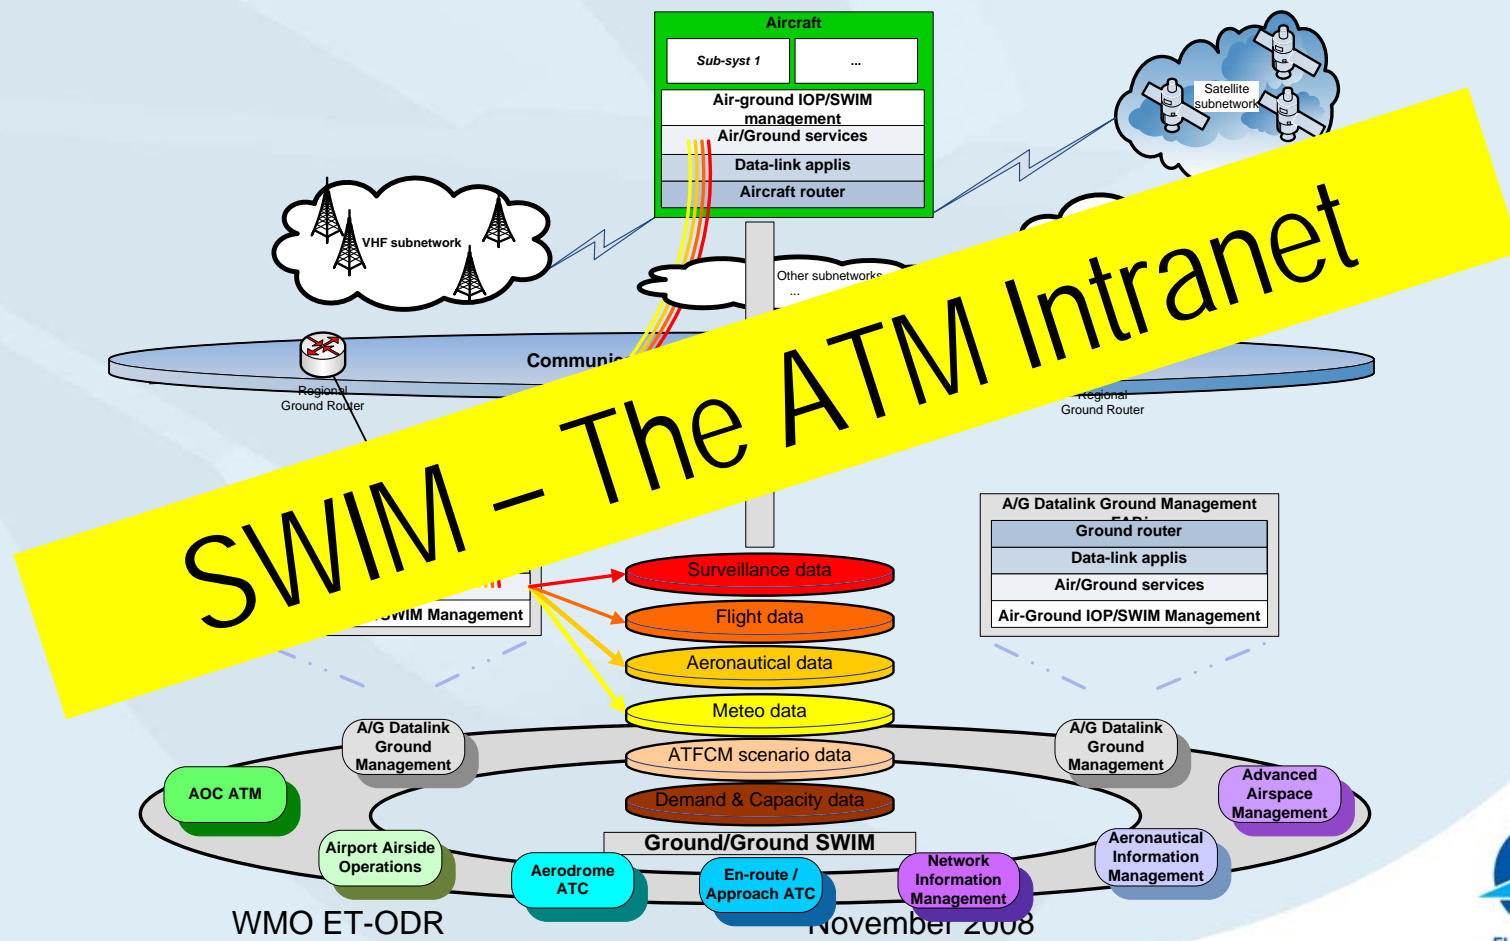 Aircraft
Sub-syst 1
...
Air-ground IOP/SWIM
management
Air/Ground services
Data-link applis
Aircraft router
Satellite
subnetwork
VHF subnetwork
Other subnetworks
...
SWIM – The ATM Intranet
Regional
Ground Router
Regional
Ground Router
A/G Datalink Ground Management
Ground router
Data-link applis
Air/Ground services
Air-Ground IOP/SWIM Management
SWIM Management
Surveillance data
Flight data
Aeronautical data
Meteo data
ATFCM scenario data
Demand & Capacity data
Ground/Ground SWIM
A/G Datalink
Ground
Management
A/G Datalink
Ground
Management
AOC ATM
Advanced
Airspace
Management
Airport Airside
Operations
Aerodrome
ATC
En-route /
Approach ATC
Network
Information
Management
Aeronautical
Information
Management
WMO ET-ODR
November 2008